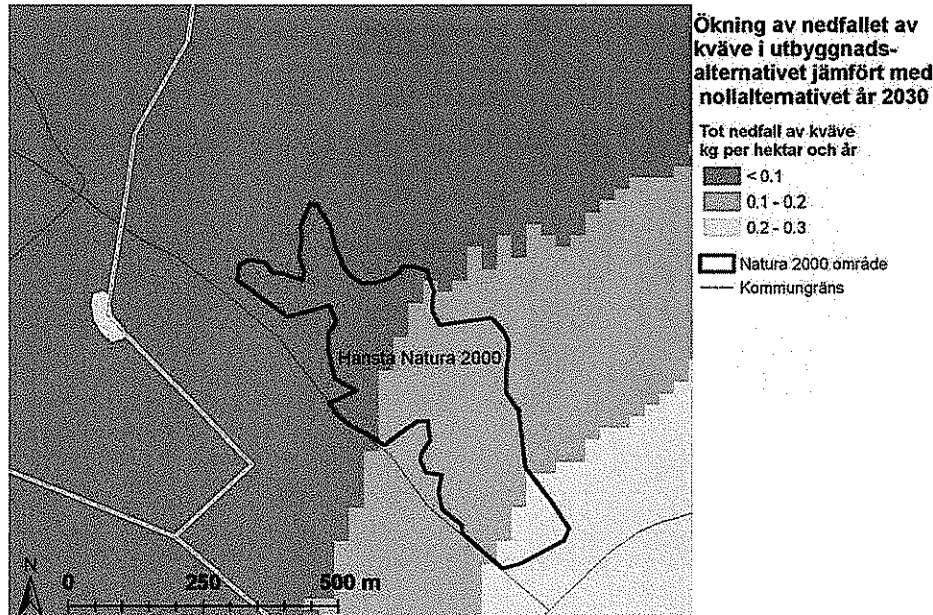 Ökning av nedfallet av
kväve i utbyggnads-
alternativet jämfört med
nollalternativet år 2030
Tot nedfall av kväve
kg per hektar och år
< 0.1
0.1 - 0.2
0.2 - 0.3
Natura 2000 område
Kommungräns
Hansta Natura 2000
N
0
250
500 m